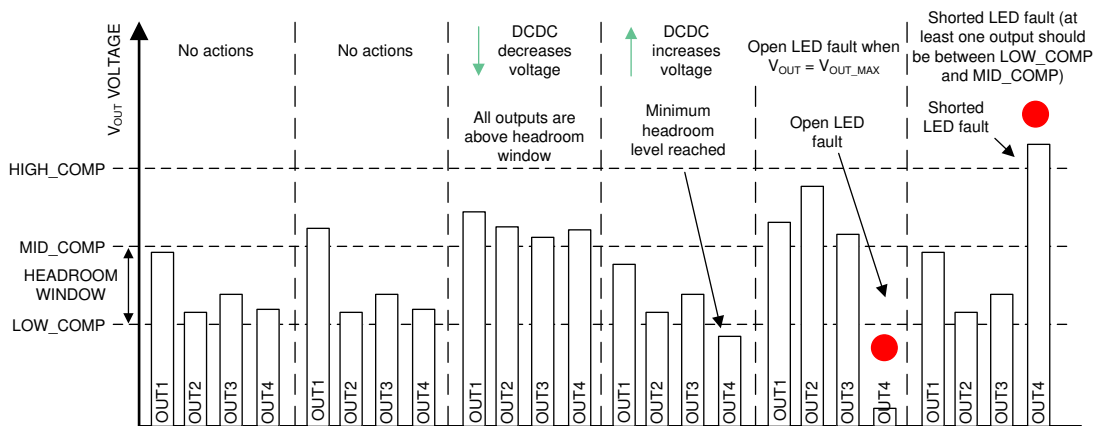 V_OUT VOLTAGE
HIGH_COMP
MID_COMP
HEADROOM
WINDOW
LOW_COMP
No actions
OUT1
OUT2
OUT3
OUT4
No actions
OUT1
OUT2
OUT3
OUT4
DCDC
decreases
voltage
All outputs are
above headroom
window
OUT1
OUT2
OUT3
OUT4
DCDC
increases
voltage
Minimum
headroom
level reached
OUT1
OUT2
OUT3
OUT4
Open LED fault when
V_OUT = V_OUT_MAX
Open LED
fault
OUT1
OUT2
OUT3
OUT4
Shorted LED fault (at
least one output should
be between LOW_COMP
and MID_COMP)
Shorted
LED fault
OUT1
OUT2
OUT3
OUT4